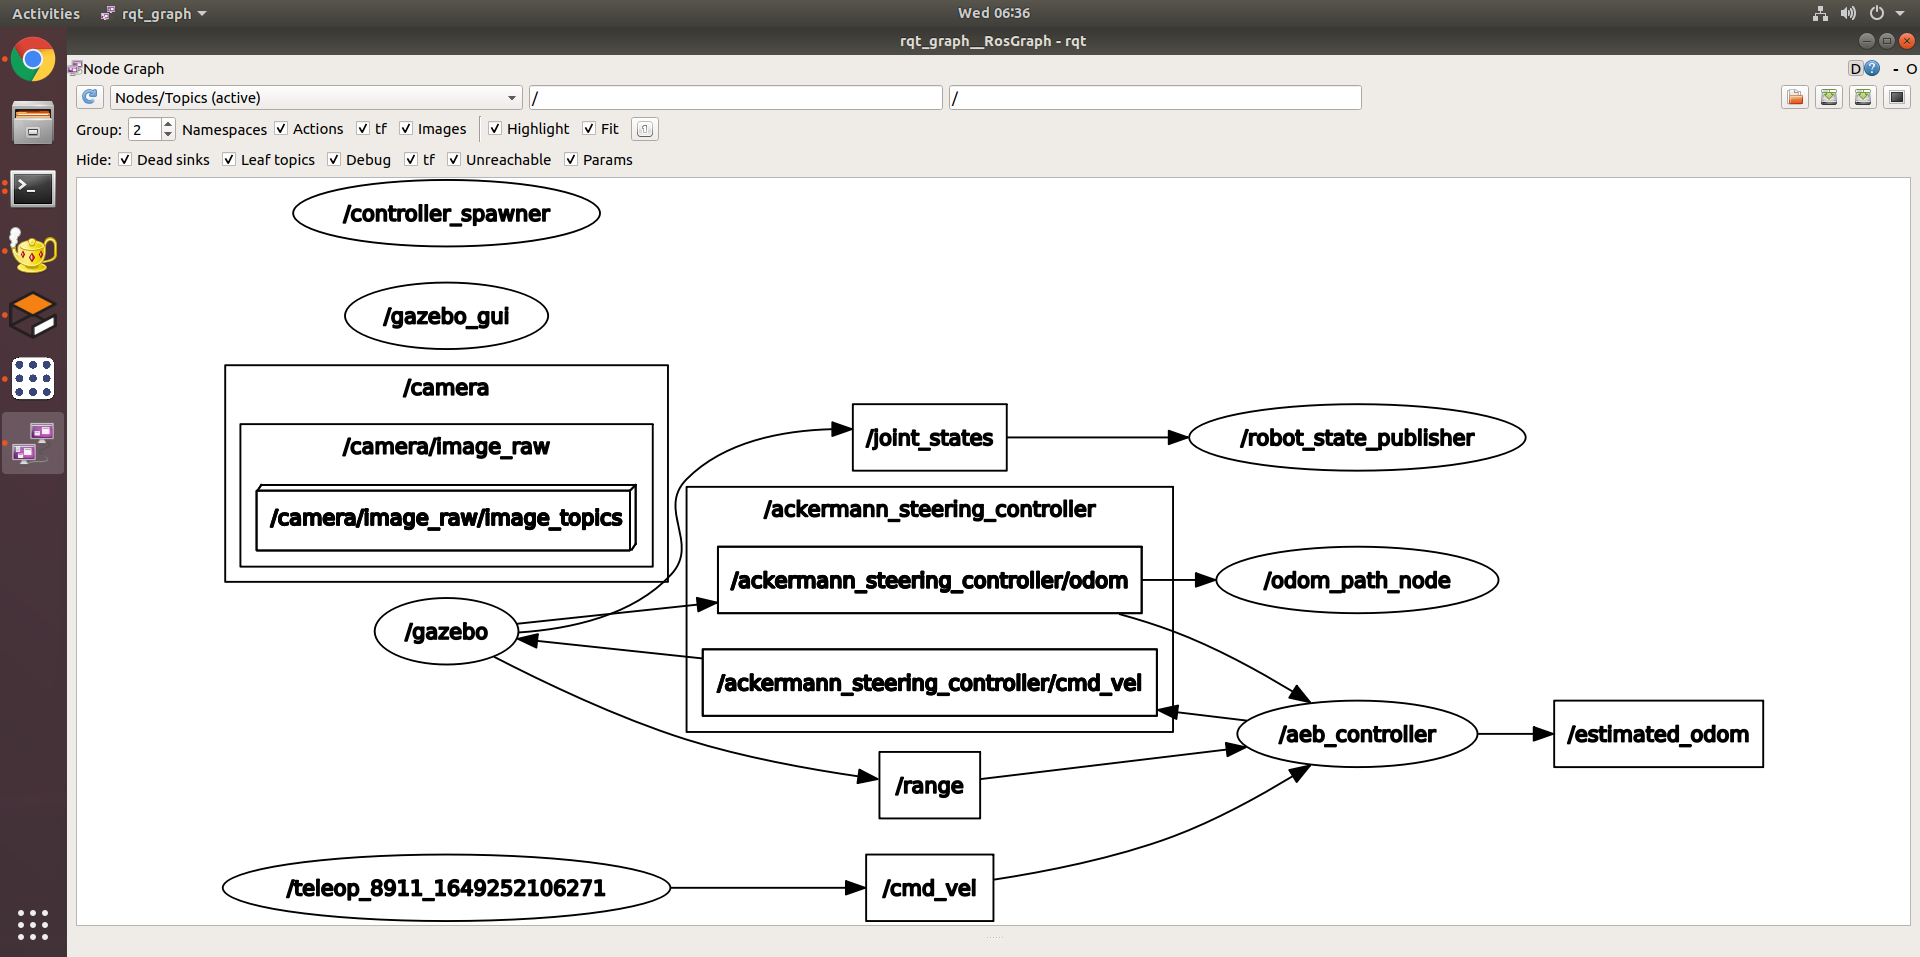 Activities
rqt_graph
Wed 06:36
rqt_graph__RosGraph - rqt
Node Graph
D
?
- O
Nodes/Topics (active)
/
/
Group: 2 Namespaces Actions tf Images Highlight Fit
Hide: Dead sinks Leaf topics Debug tf Unreachable Params
/controller_spawner
/gazebo_gui
/camera
/camera/image_raw
/camera/image_raw/image_topics
/joint_states
/robot_state_publisher
/ackermann_steering_controller
/ackermann_steering_controller/odom
/odom_path_node
/gazebo
/ackermann_steering_controller/cmd_vel
/aeb_controller
/estimated_odom
/range
/teleop_8911_1649252106271
/cmd_vel